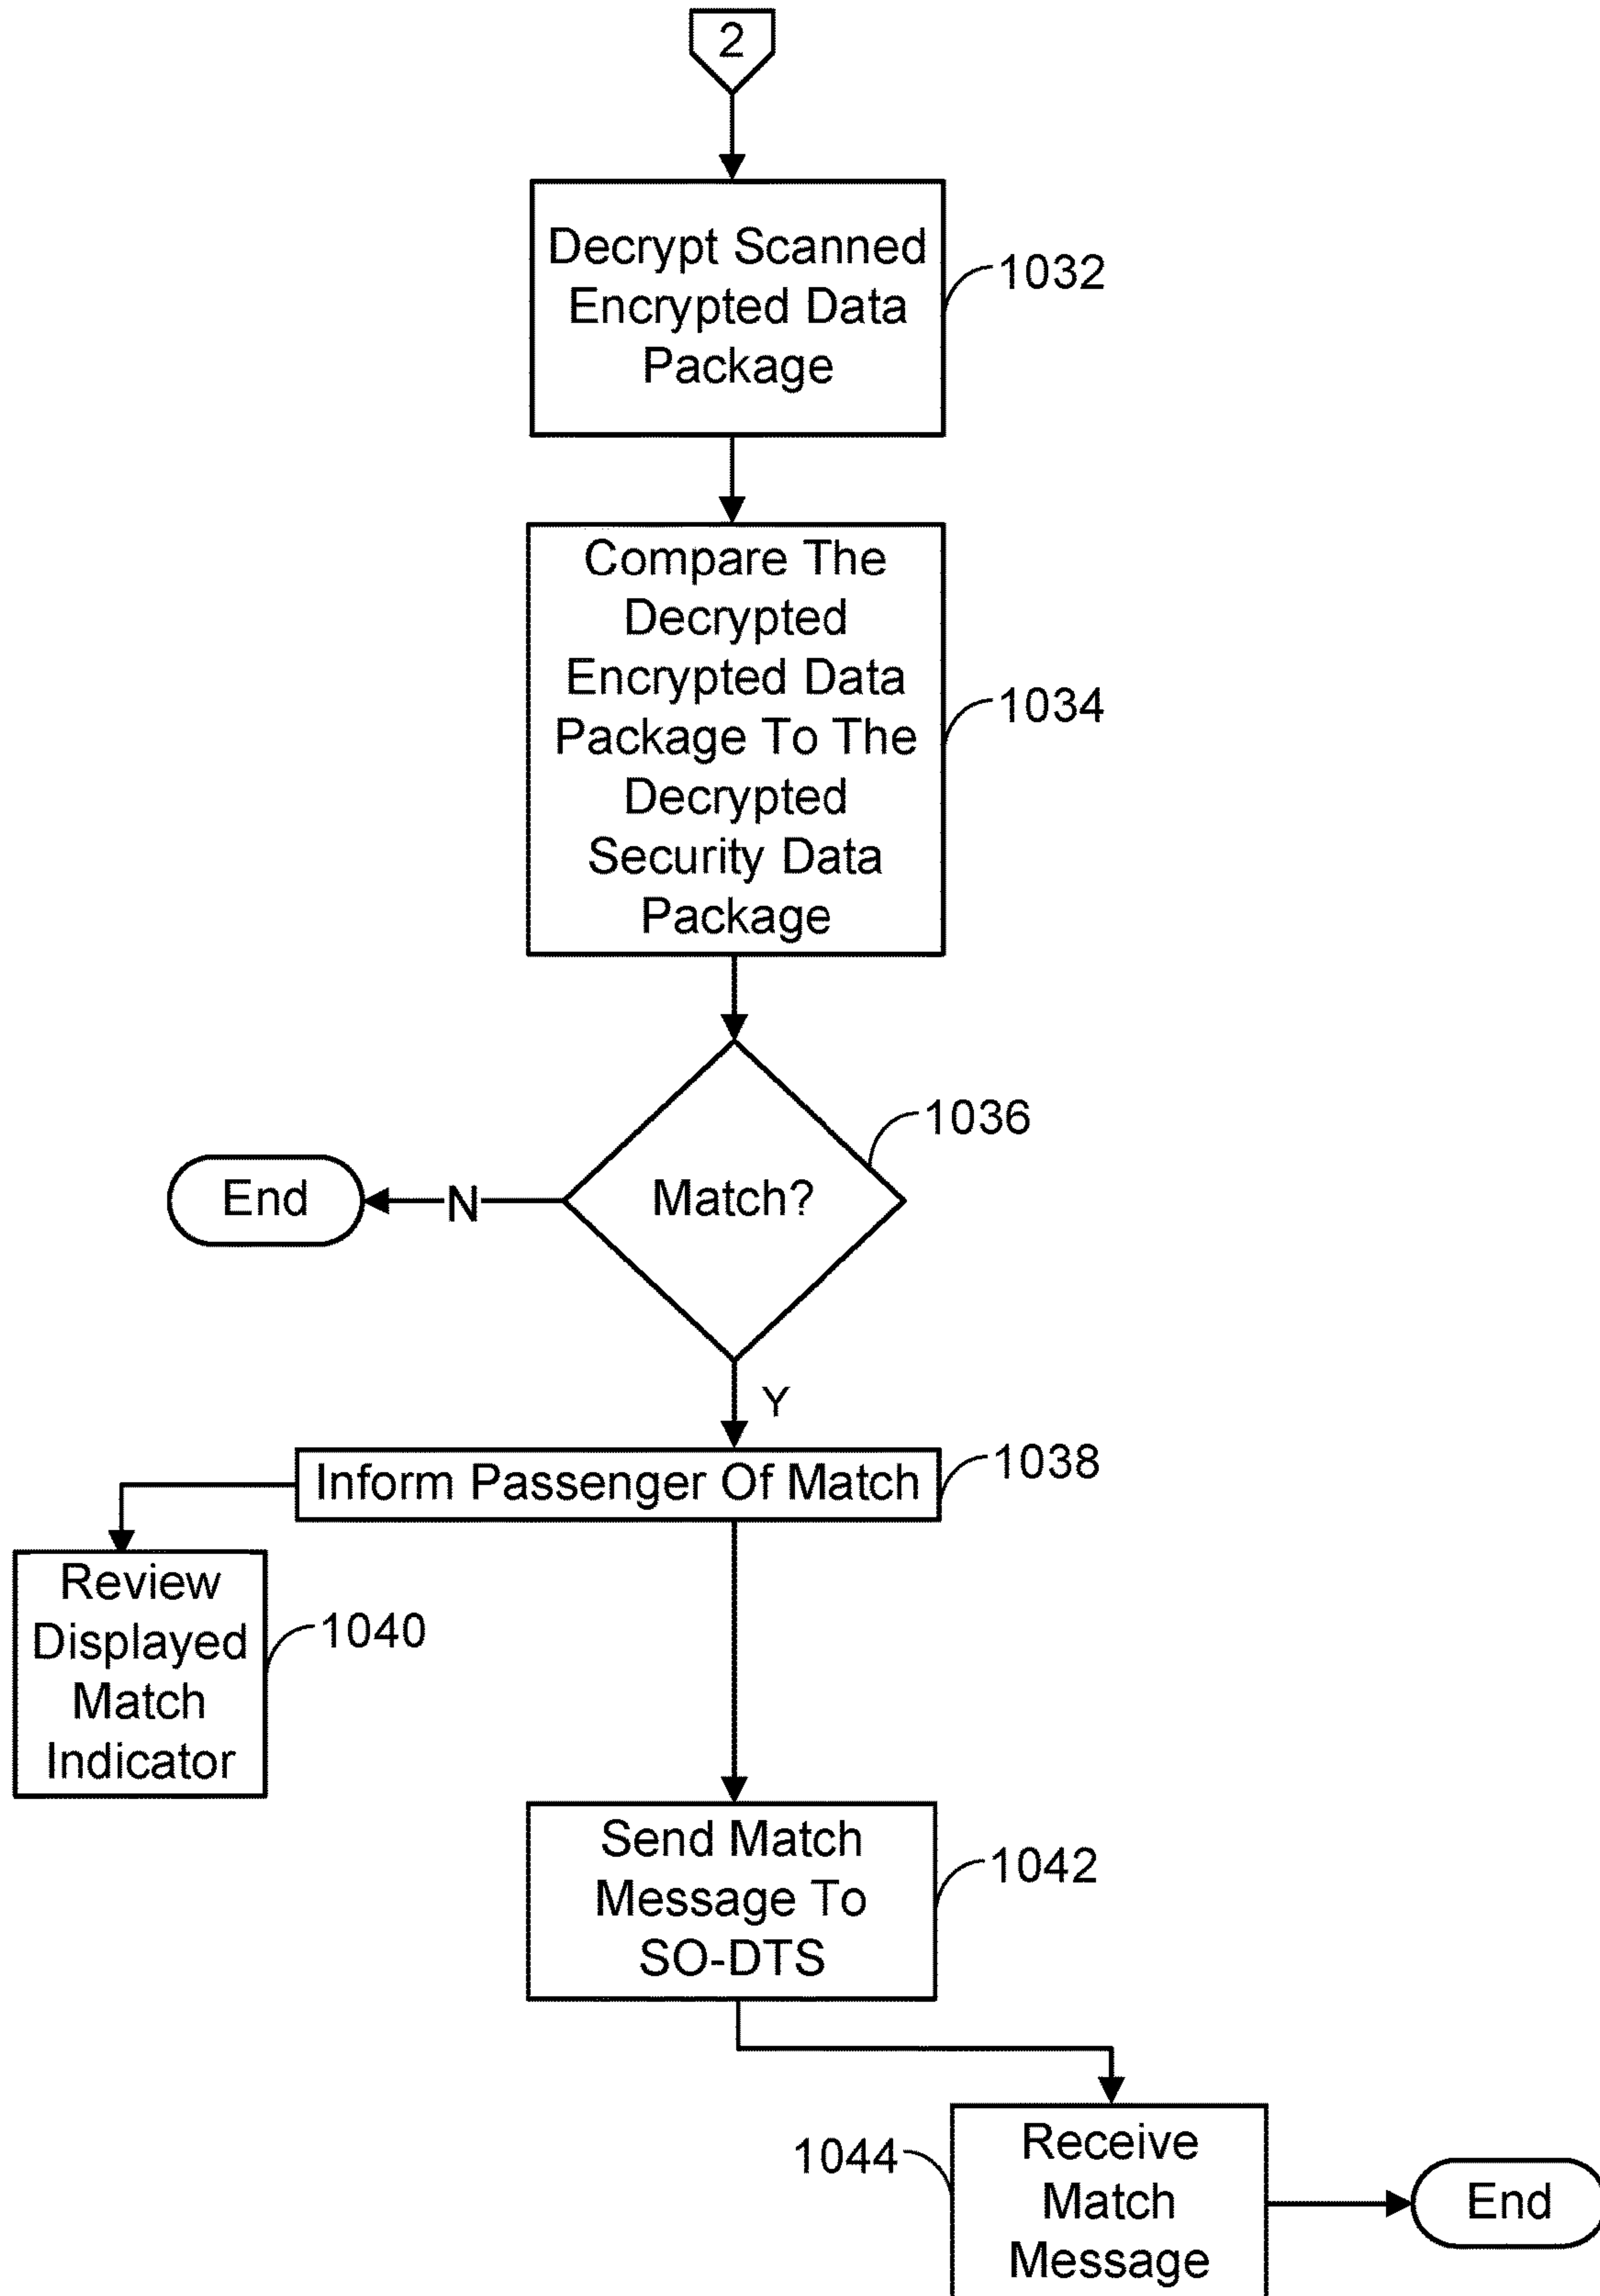 2
Decrypt Scanned
Encrypted Data
Package
1032
Compare The
Decrypted
Encrypted Data
Package To The
Decrypted
Security Data
Package
1034
1036
End
N
Match?
Y
Inform Passenger Of Match
1038
Review
Displayed
Match
Indicator
1040
Send Match
Message To
SO-DTS
1042
1044
Receive
Match
Message
End